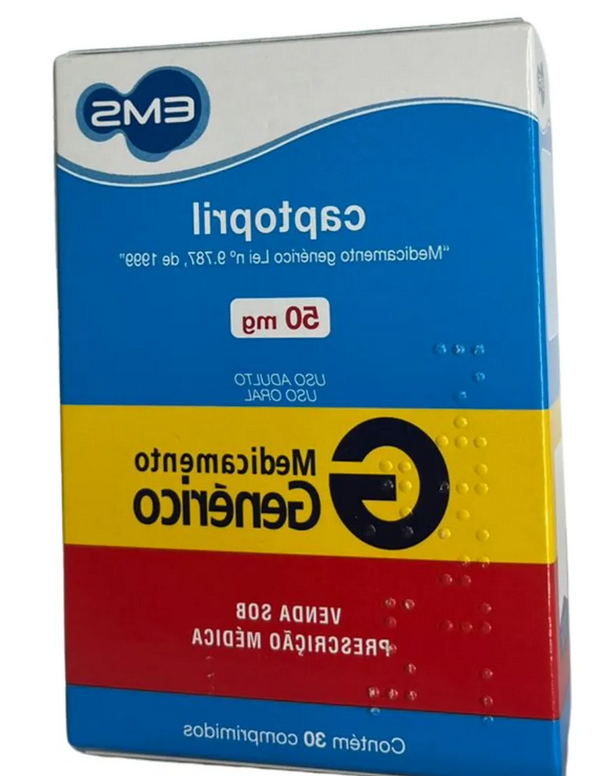 EMS
captopril
"Medicamento genérico Lei nº 9.787, de 1999"
50 mg
USO ADULTO
USO ORAL
G
Medicamento
Genérico
VENDA SOB
PRESCRIÇÃO MÉDICA
Contém 30 comprimidos